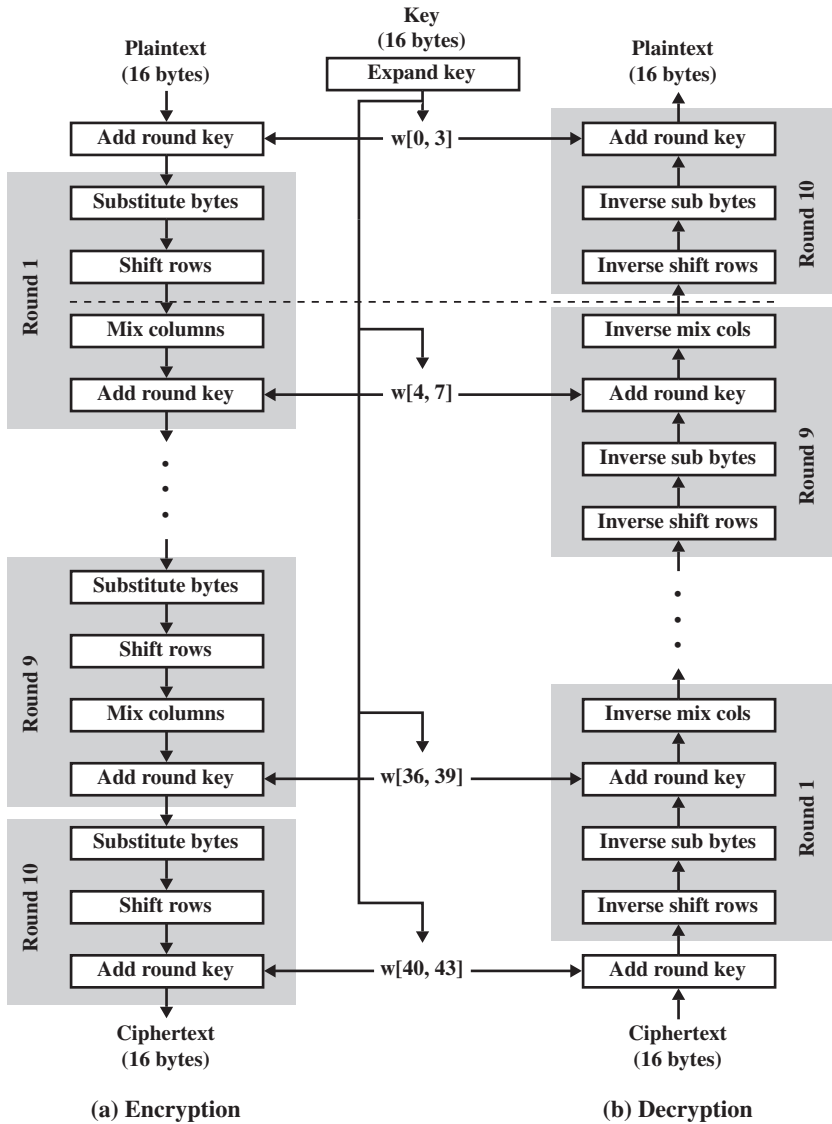 Key
(16 bytes)
Expand key
Plaintext
(16 bytes)
Add round key
Round 1
Substitute bytes
Shift rows
Mix columns
Add round key
Round 9
Substitute bytes
Shift rows
Mix columns
Add round key
Round 10
Substitute bytes
Shift rows
Add round key
Ciphertext
(16 bytes)
(a) Encryption
w[0, 3]
w[4, 7]
w[36, 39]
w[40, 43]
Plaintext
(16 bytes)
Add round key
Inverse sub bytes
Inverse shift rows
Round 10
Inverse mix cols
Add round key
Inverse sub bytes
Inverse shift rows
Round 9
Inverse mix cols
Add round key
Inverse sub bytes
Inverse shift rows
Round 1
Add round key
Ciphertext
(16 bytes)
(b) Decryption